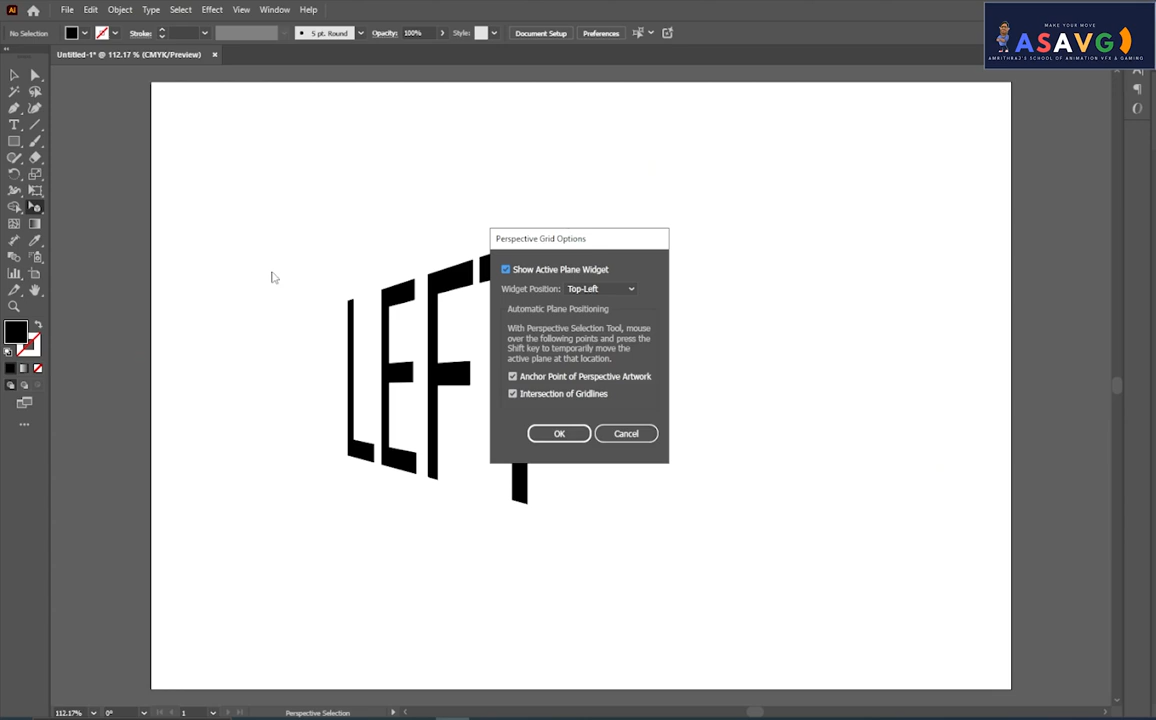 Ai File Edit Object Type Select Effect View Window Help
No Selection Stroke: 5 pt. Round Opacity: 100% Style: Document Setup Preferences
MAKE YOUR MOVE
ASAVG
AMRITHRAJ'S SCHOOL OF ANIMATION VFX & GAMING
Untitled-1* @ 112.17 % (CMYK/Preview)
LEF
Perspective Grid Options
Show Active Plane Widget
Widget Position: Top-Left
Automatic Plane Positioning
With Perspective Selection Tool, mouse
over the following points and press the
Shift key to temporarily move the
active plane at that location.
Anchor Point of Perspective Artwork
Intersection of Gridlines
OK Cancel
112.17% 0° 1 Perspective Selection